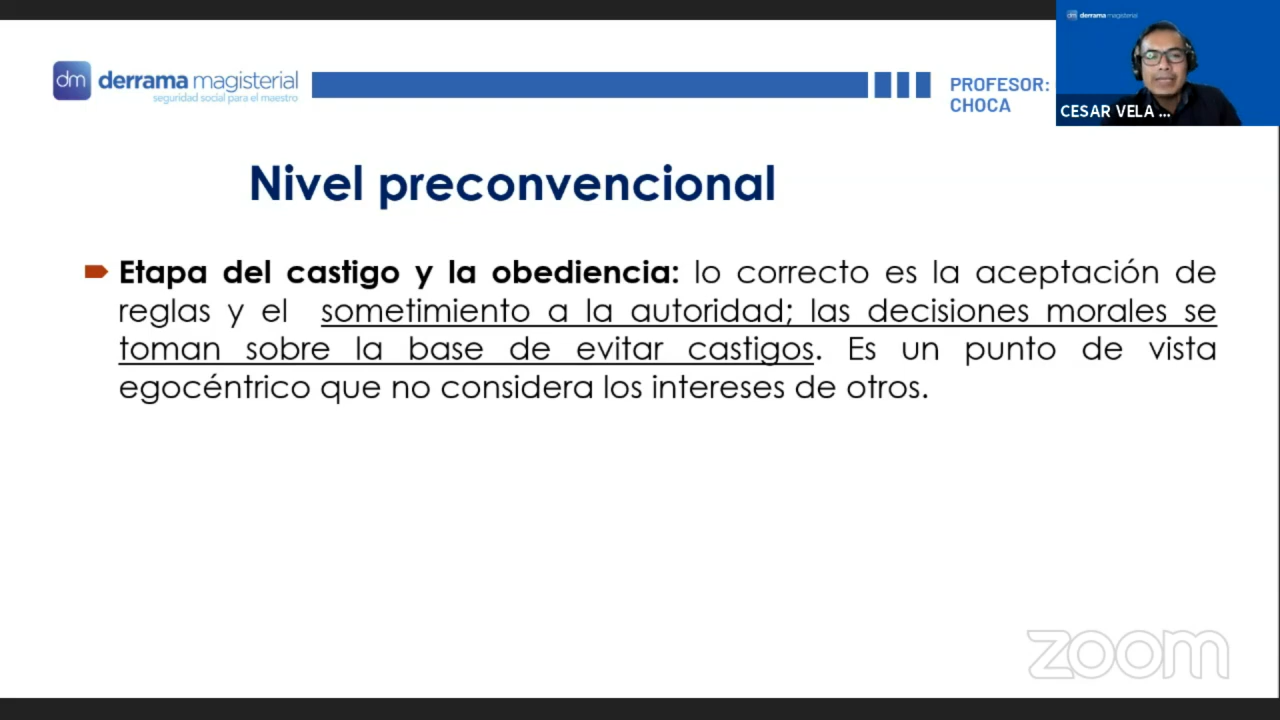 dm derrama magisterial
seguridad social para el maestro
PROFESOR:
CHOCA
dm derrama magisterial
CESAR VELA ...
Nivel preconvencional
Etapa del castigo y la obediencia: lo correcto es la aceptación de
reglas y el sometimiento a la autoridad; las decisiones morales se
toman sobre la base de evitar castigos. Es un punto de vista
egocéntrico que no considera los intereses de otros.
zoom